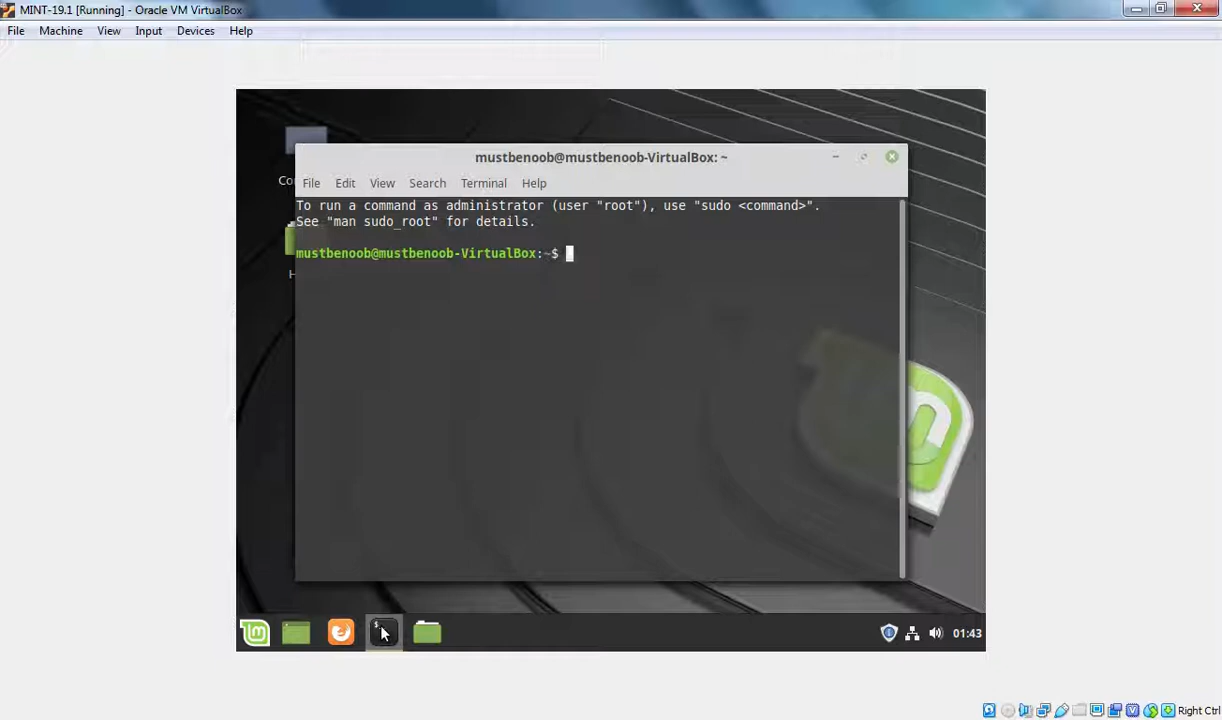 MINT-19.1 [Running] - Oracle VM VirtualBox
File Machine View Input Devices Help
mustbenoob@mustbenoob-VirtualBox: ~
File Edit View Search Terminal Help
To run a command as administrator (user "root"), use "sudo <command>".
See "man sudo_root" for details.
mustbenoob@mustbenoob-VirtualBox:~$
01:43
Right Ctrl